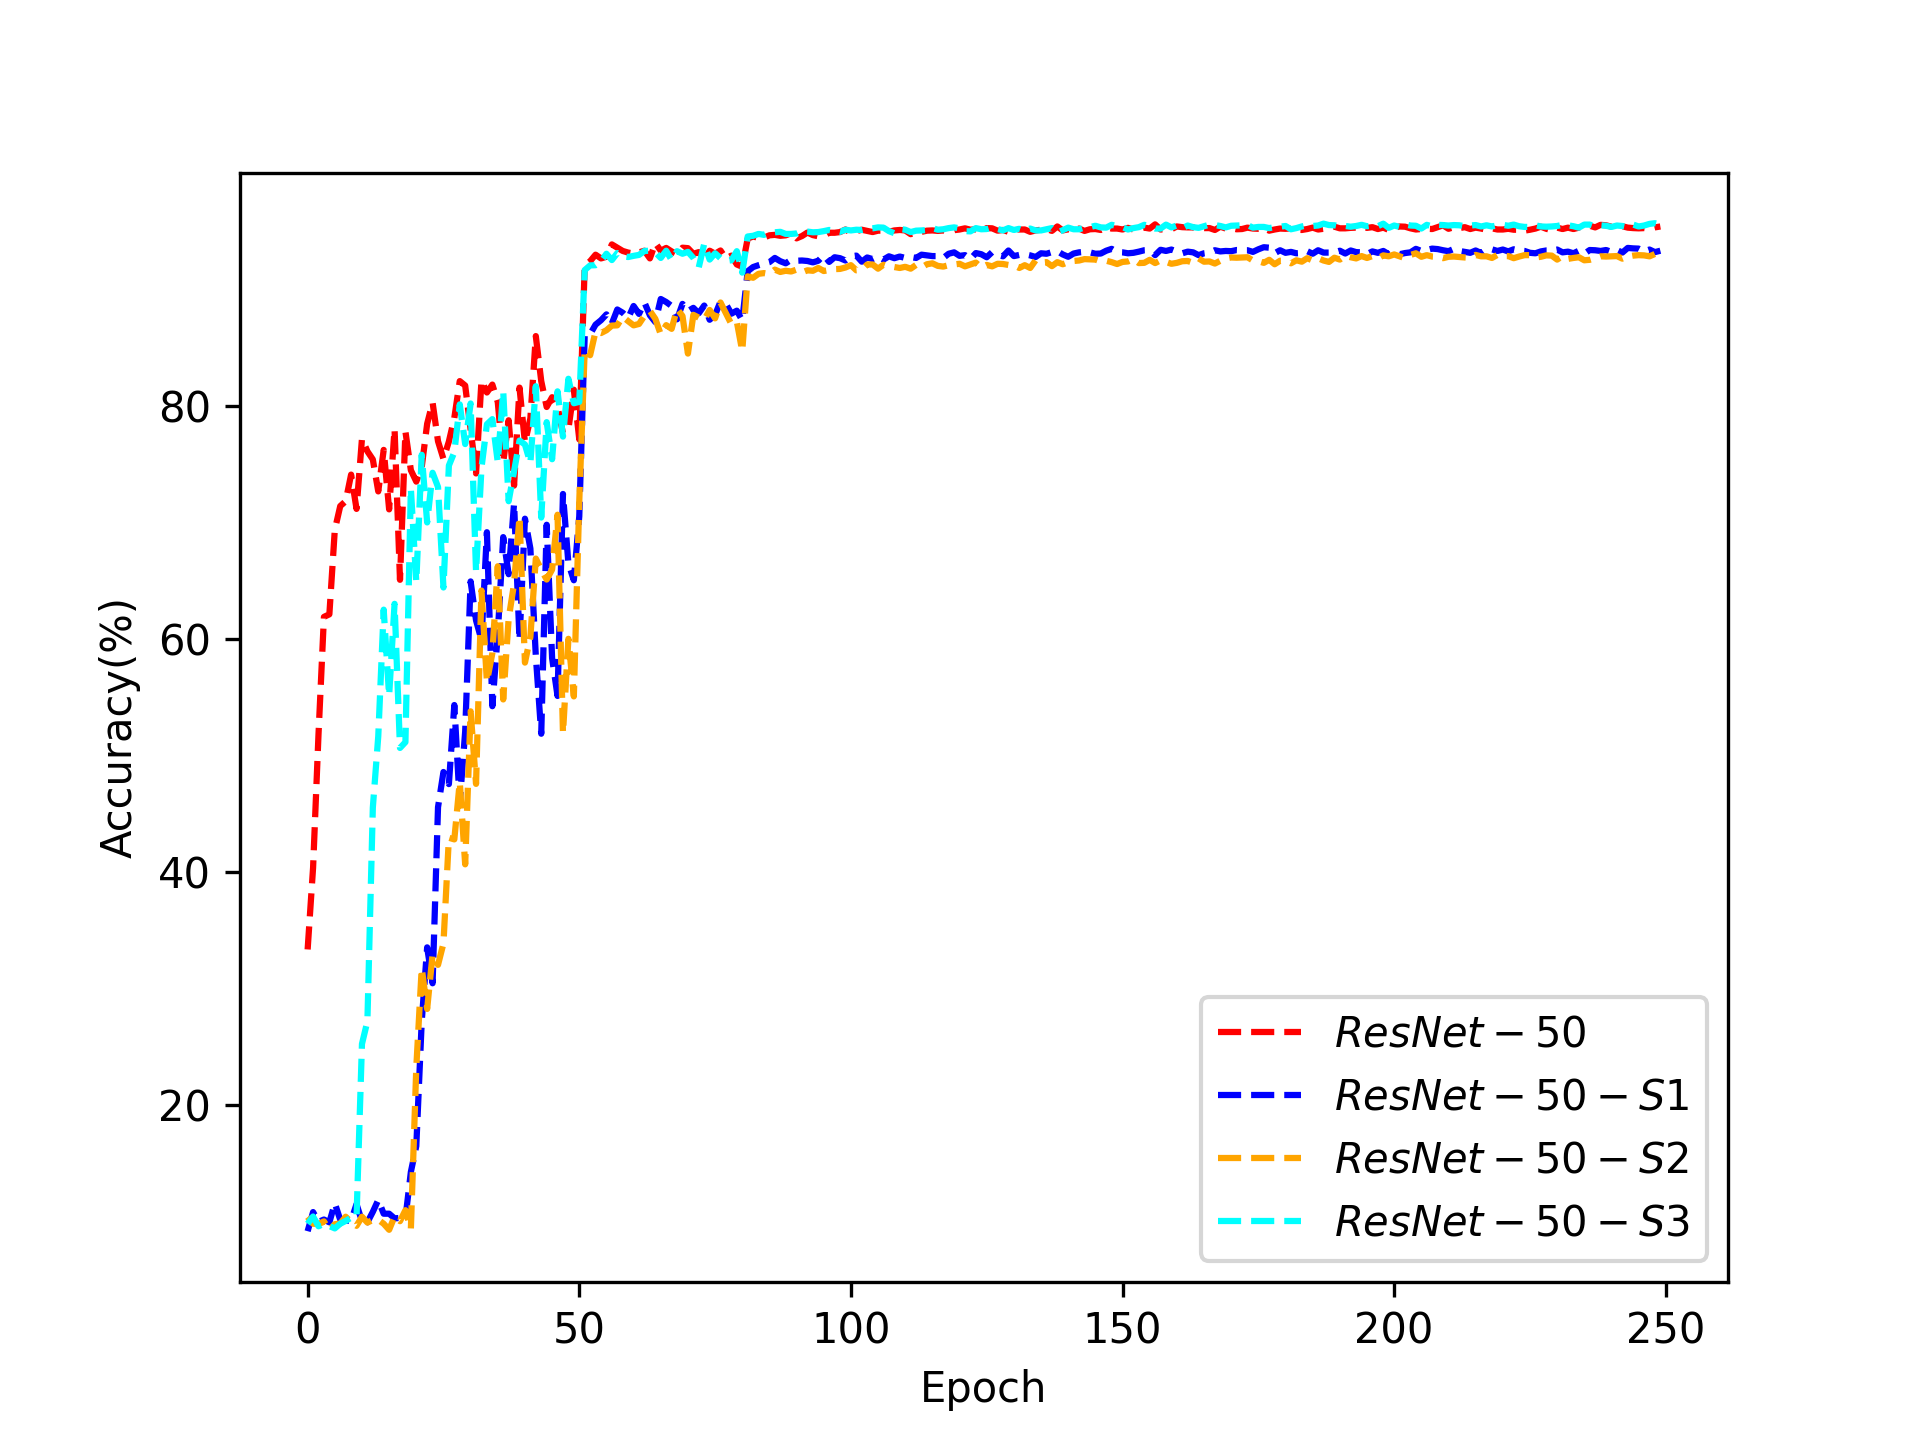 80
60
40
20
Accuracy(%)
0 50 100 150 200 250
Epoch
ResNet − 50
ResNet − 50 − S1
ResNet − 50 − S2
ResNet − 50 − S3